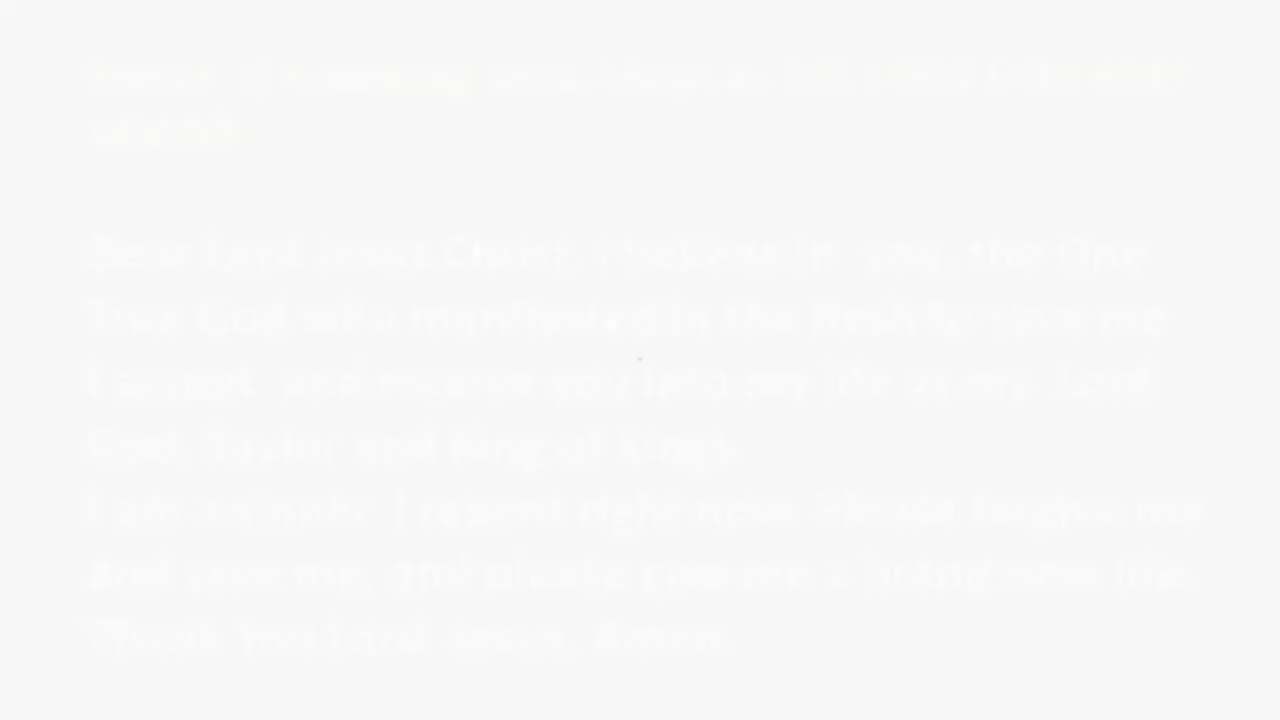 Dear Lord Jesus Christ, I believe in you, the One
True God who manifested in the flesh to save me.
I accept and receive you into my life as my Lord
God, Savior and King of Kings.
I am a sinner. I repent right now. Please forgive me
and save me, and please give me a brand new life.
Thank You Lord Jesus, Amen.